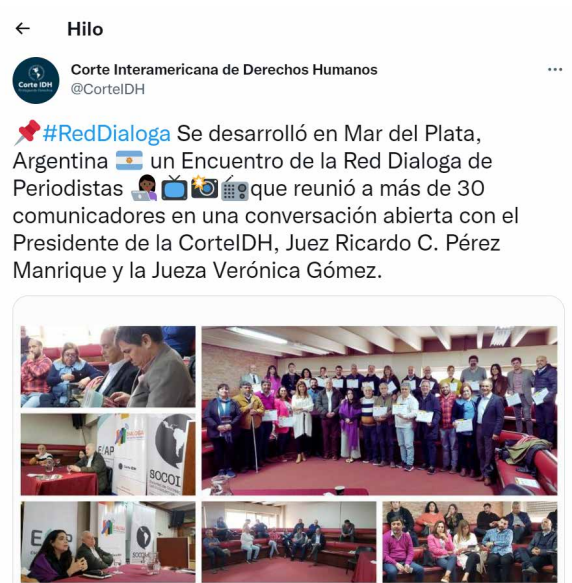 Hilo
Corte Interamericana de Derechos Humanos
@CorteIDH
Corte IDH
#RedDialoga Se desarrolló en Mar del Plata,
Argentina 🇦🇷 un Encuentro de la Red Dialoga de
Periodistas 👩🏿‍💻📺📸📻que reunió a más de 30
comunicadores en una conversación abierta con el
Presidente de la CorteIDH, Juez Ricardo C. Pérez
Manrique y la Jueza Verónica Gómez.
SOCOI